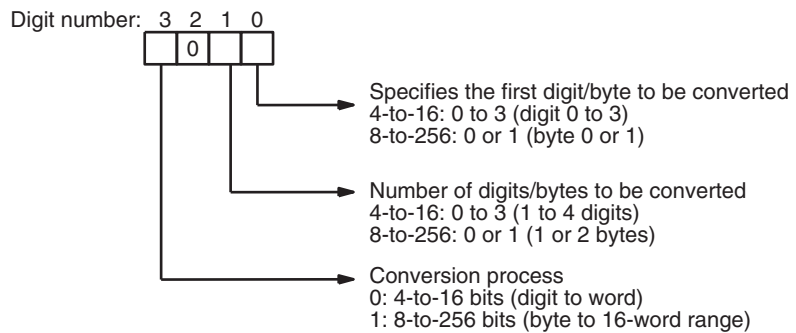 Digit number: 3 2 1 0
0
Specifies the first digit/byte to be converted
4-to-16: 0 to 3 (digit 0 to 3)
8-to-256: 0 or 1 (byte 0 or 1)
Number of digits/bytes to be converted
4-to-16: 0 to 3 (1 to 4 digits)
8-to-256: 0 or 1 (1 or 2 bytes)
Conversion process
0: 4-to-16 bits (digit to word)
1: 8-to-256 bits (byte to 16-word range)